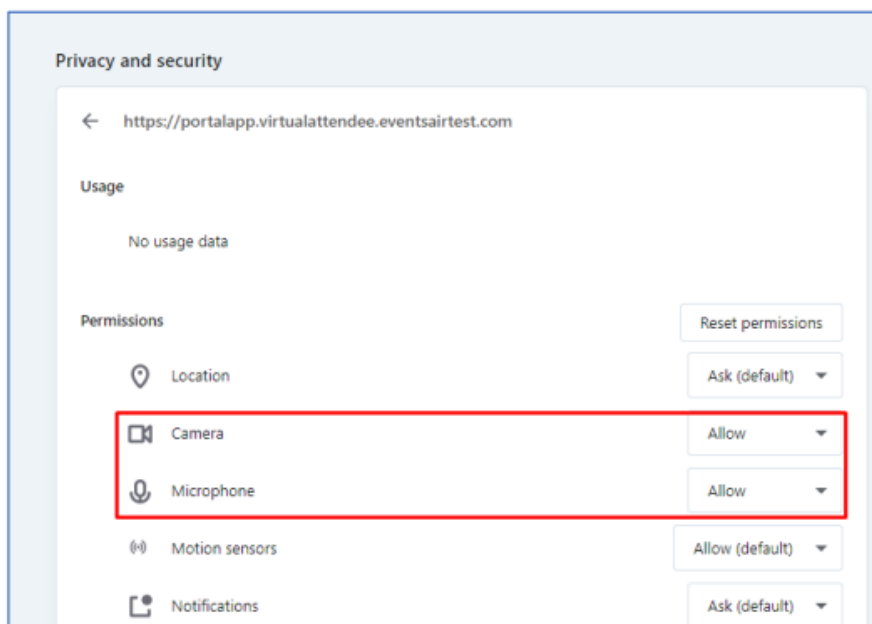 Privacy and security
https://portalapp.virtualattendee.eventsairtest.com
Usage
No usage data
Permissions
Reset permissions
Location
Ask (default)
Camera
Allow
Microphone
Allow
Motion sensors
Allow (default)
Notifications
Ask (default)